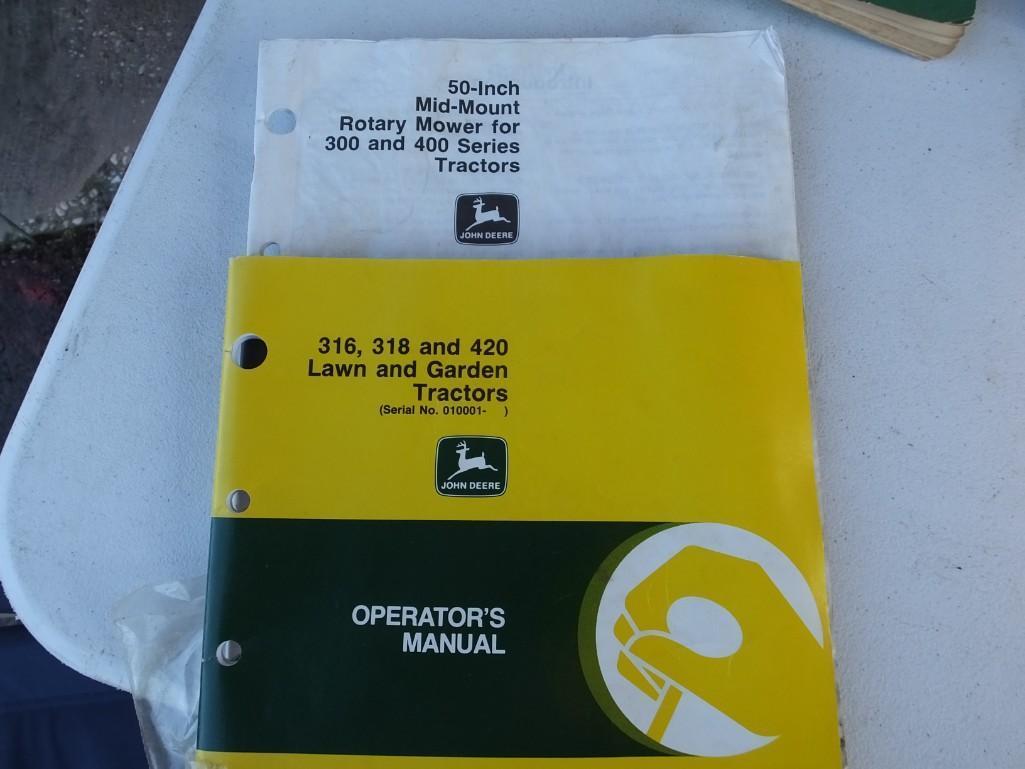 50-Inch
Mid-Mount
Rotary Mower for
300 and 400 Series
Tractors
JOHN DEERE
316, 318 and 420
Lawn and Garden
Tractors
(Serial No. 010001- )
JOHN DEERE
OPERATOR'S
MANUAL